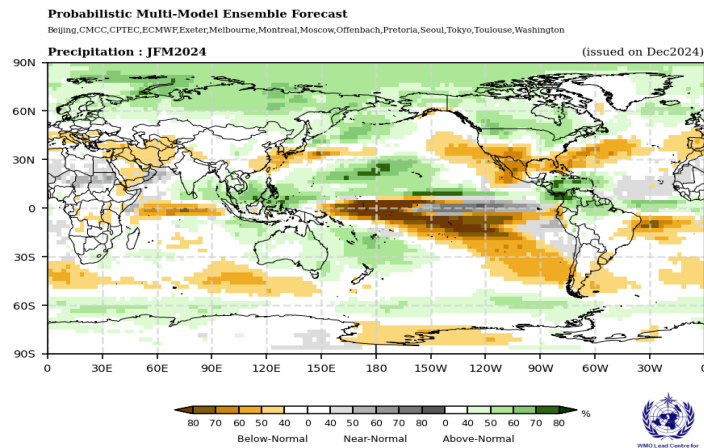 Probabilistic Multi-Model Ensemble Forecast
Beijing,CMCC,CPTEC,ECMWF,Exeter,Melbourne,Montreal,Moscow,Offenbach,Pretoria,Seoul,Tokyo,Toulouse,Washington
Precipitation : JFM2024 (issued on Dec2024)
90N
60N
30N
0
30S
60S
90S
0 30E 60E 90E 120E 150E 180 150W 120W 90W 60W 30W 0
80 70 60 50 40 0 40 50 60 70 80 0 40 50 60 70 80 %
Below-Normal Near-Normal Above-Normal
WMO Lead Centre for